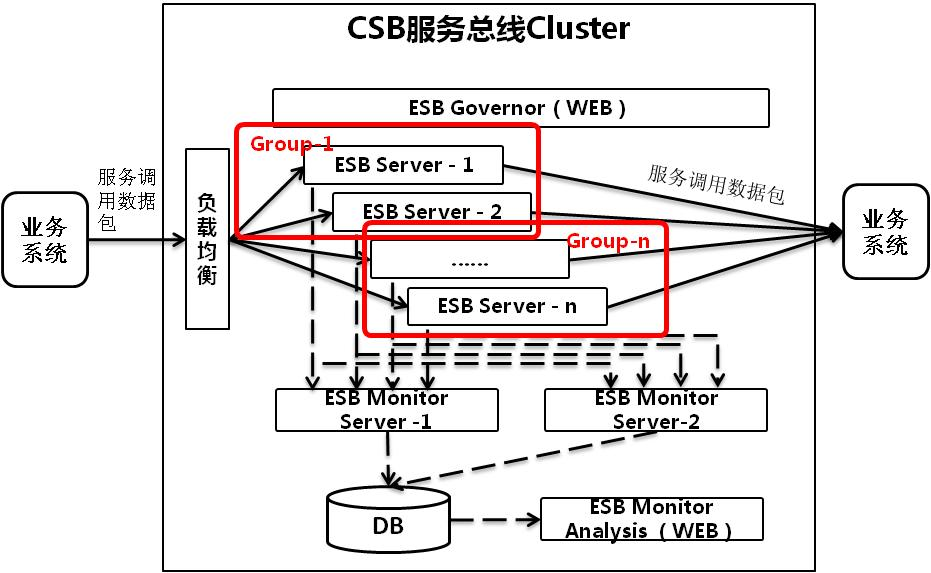 CSB服务总线Cluster
ESB Governor（WEB）
Group-1
ESB Server - 1
服务调
用数据
包
服务调用数据包
负
载
均
衡
ESB Server - 2
业务
系统
业务
系统
Group-n
......
ESB Server - n
ESB Monitor
Server -1
ESB Monitor
Server-2
DB
ESB Monitor
Analysis（WEB）